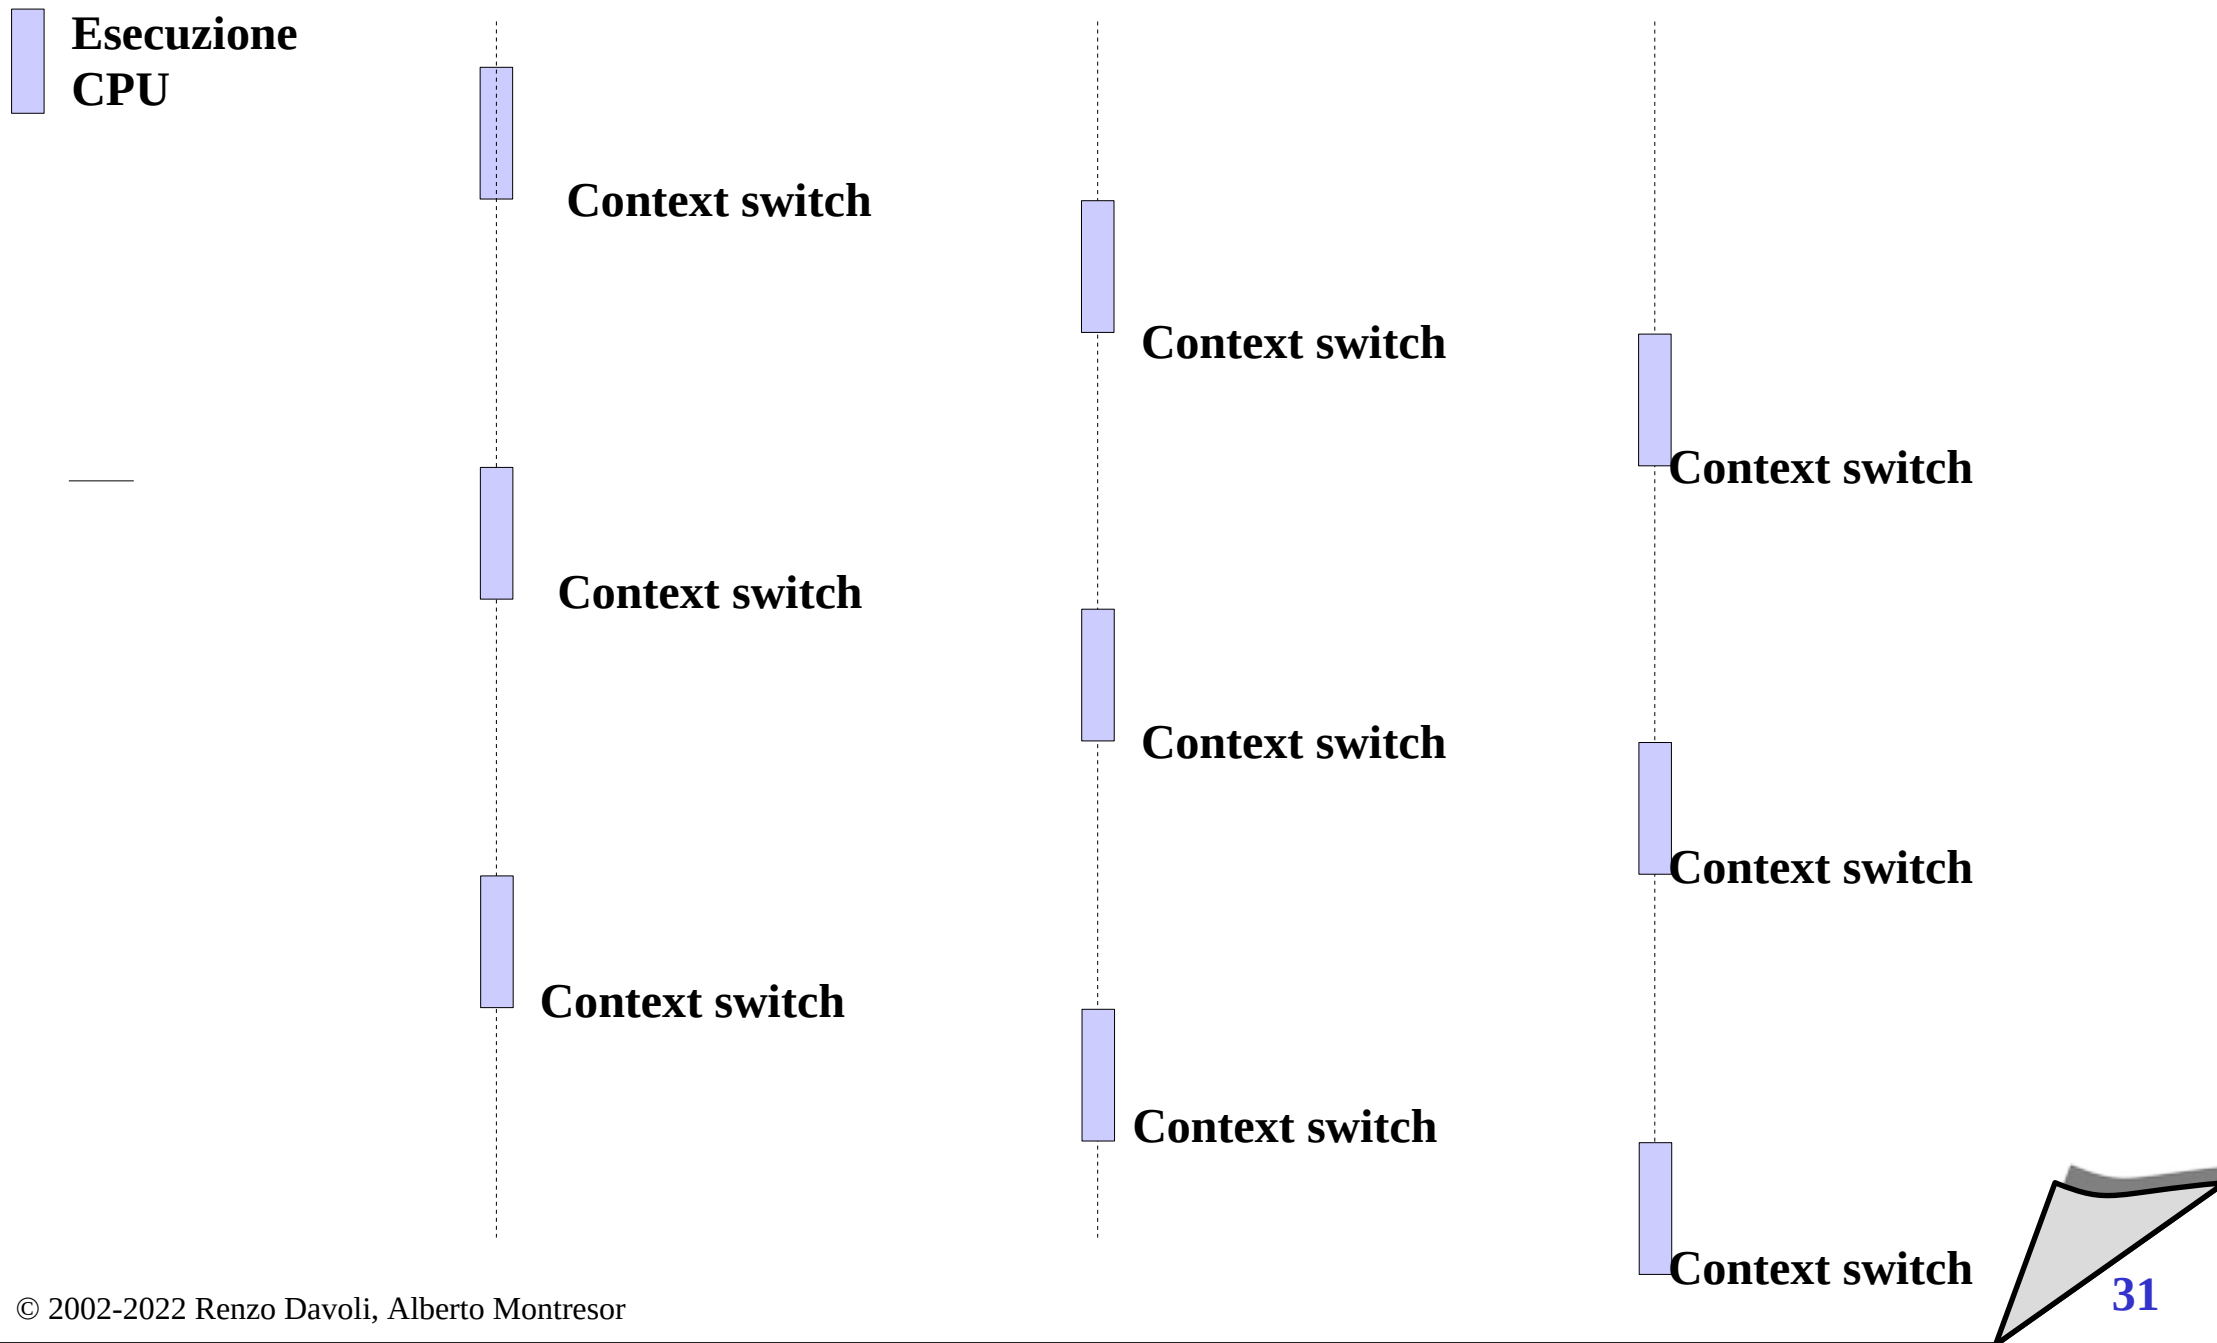 Esecuzione
CPU
Context switch
Context switch
Context switch
Context switch
Context switch
Context switch
Context switch
Context switch
Context switch
© 2002-2022 Renzo Davoli, Alberto Montresor
31